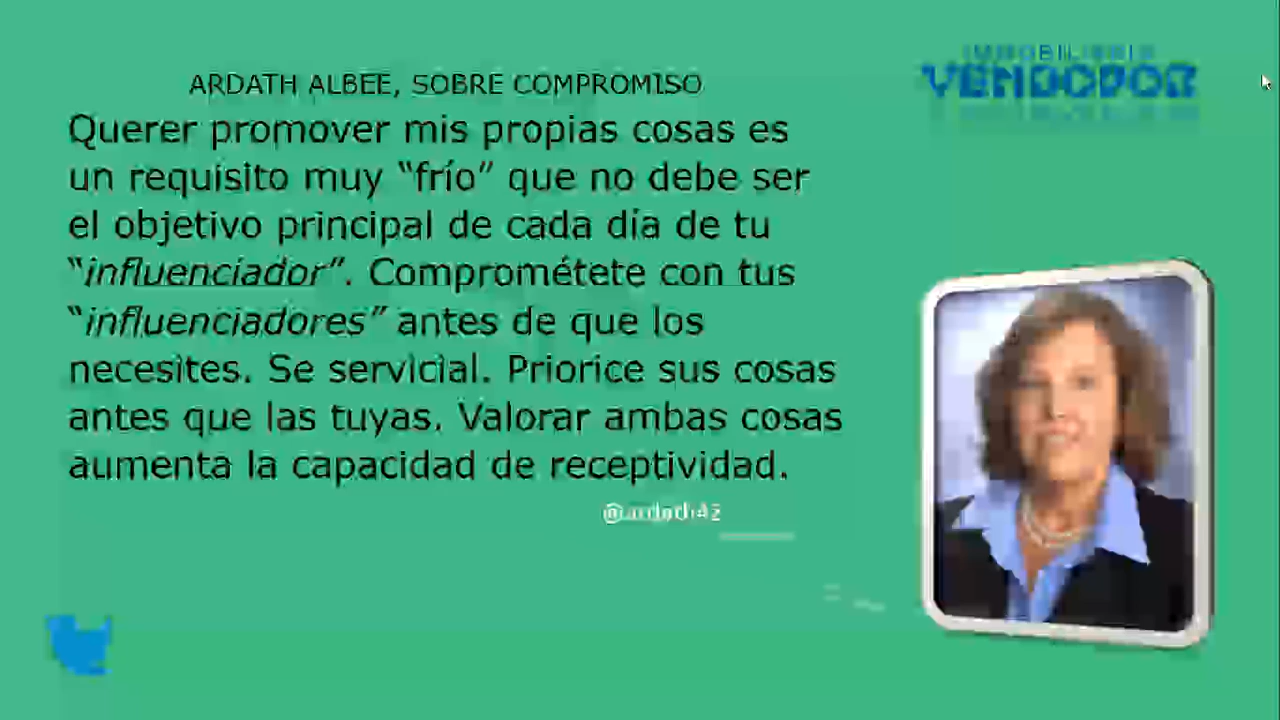 INMOBILIARIO
VENDEDOR
ARDATH ALBEE, SOBRE COMPROMISO
Querer promover mis propias cosas es
un requisito muy “frío” que no debe ser
el objetivo principal de cada día de tu
“influenciador”. Comprométete con tus
“influenciadores” antes de que los
necesites. Se servicial. Priorice sus cosas
antes que las tuyas. Valorar ambas cosas
aumenta la capacidad de receptividad.